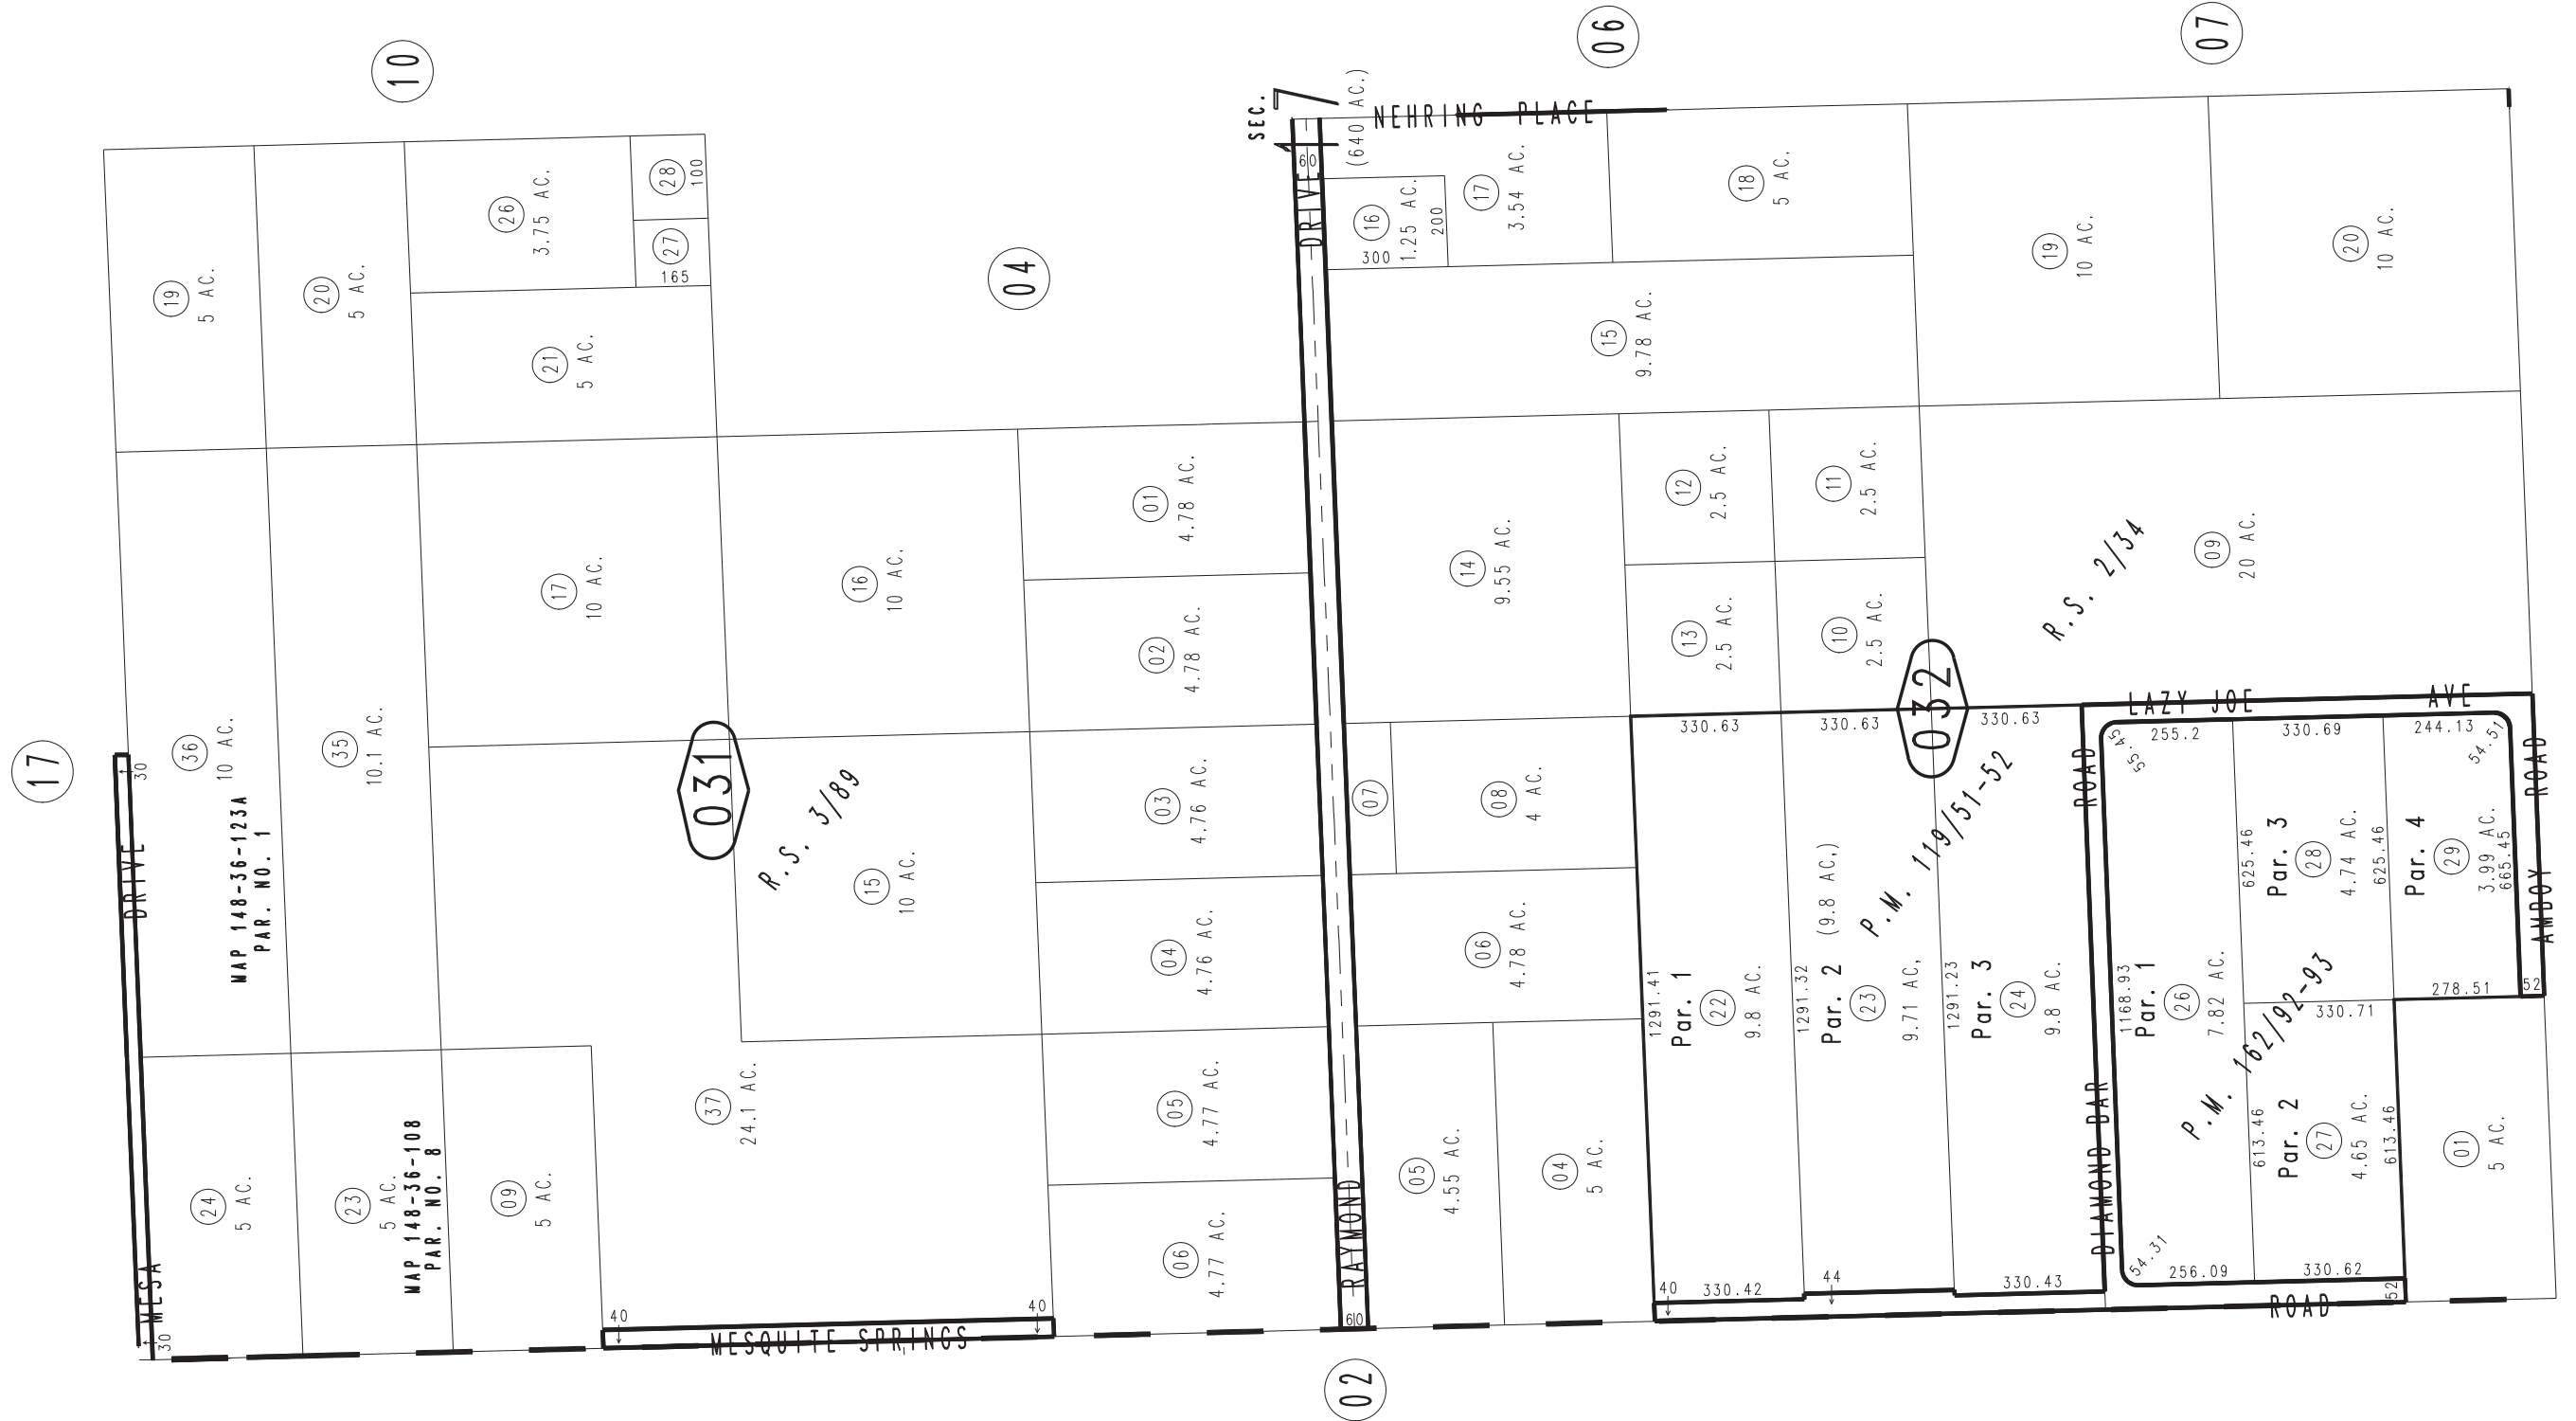 17
10
04
06
07
02
SEC.
17
(640 AC.)
NEHRING PLACE
MESA DRIVE
30
30
24
5 AC.
23
5 AC.
MAP 148-36-108
PAR. NO. 8
09
5 AC.
36
10 AC.
MAP 148-36-123A
PAR. NO. 1
35
10.1 AC.
19
5 AC.
20
5 AC.
26
3.75 AC.
28
100
27
165
21
5 AC.
17
10 AC.
16
10 AC.
031
R.S. 3/89
15
10 AC.
37
24.1 AC.
01
4.78 AC.
02
4.78 AC.
03
4.76 AC.
04
4.76 AC.
05
4.77 AC.
06
4.77 AC.
40
40
MESQUITE SPRINGS ROAD
RAYMOND DRIVE
60
60
16
1.25 AC.
300
200
17
3.54 AC.
18
5 AC.
15
9.78 AC.
19
10 AC.
20
10 AC.
14
9.55 AC.
12
2.5 AC.
11
2.5 AC.
13
2.5 AC.
10
2.5 AC.
032
R.S. 2/34
09
20 AC.
07
08
4 AC.
06
4.78 AC.
05
4.55 AC.
04
5 AC.
330.63
330.63
330.63
1291.41
Par. 1
22
9.8 AC.
1291.32
Par. 2
(9.8 AC,)
23
9.71 AC,
1291.23
Par. 3
24
9.8 AC.
P.M. 119/51-52
40
330.42
44
330.43
DIAMOND BAR ROAD
LAZY JOE AVE
AMBOY ROAD
55.45
255.2
330.69
244.13
54.51
1168.93
Par. 1
26
7.82 AC.
625.46
Par. 3
28
4.74 AC.
625.46
Par. 4
29
3.99 AC.
665.45
278.51
52
330.71
P.M. 162/92-93
613.46
Par. 2
27
4.65 AC.
613.46
54.31
256.09
330.62
52
01
5 AC.